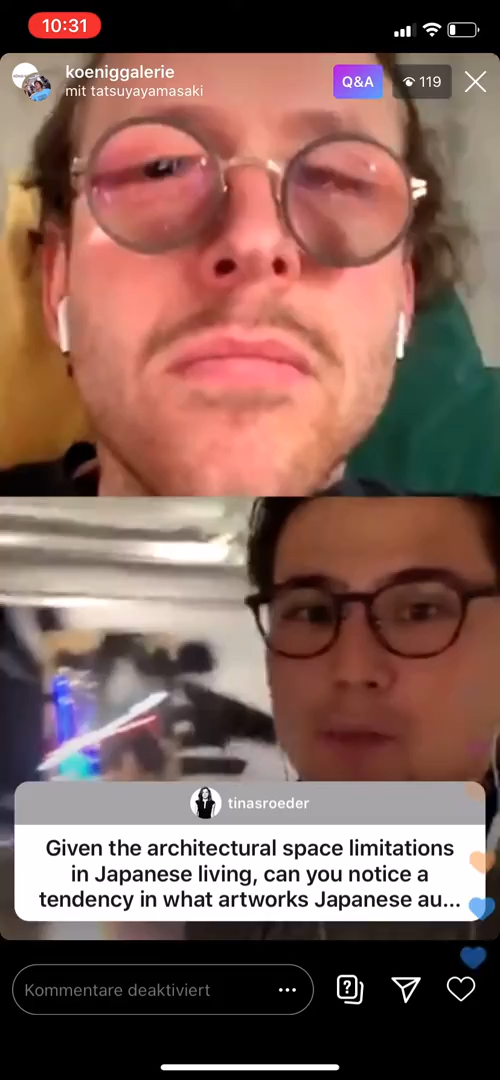 10:31
koeniggalerie
mit tatsuyayamasaki
Q&A
119
tinasroeder
Given the architectural space limitations
in Japanese living, can you notice a
tendency in what artworks Japanese au...
Kommentare deaktiviert